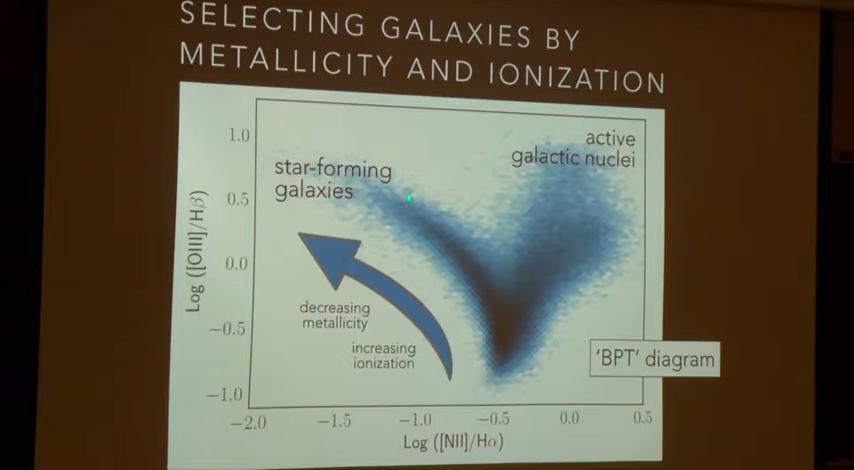 SELECTING GALAXIES BY
METALLICITY AND IONIZATION
active
galactic nuclei
star-forming
galaxies
decreasing
metallicity
increasing
ionization
'BPT' diagram
1.0
0.5
0.0
−0.5
−1.0
Log ([OIII]/Hβ)
−2.0 −1.5 −1.0 −0.5 0.0 0.5
Log ([NII]/Hα)